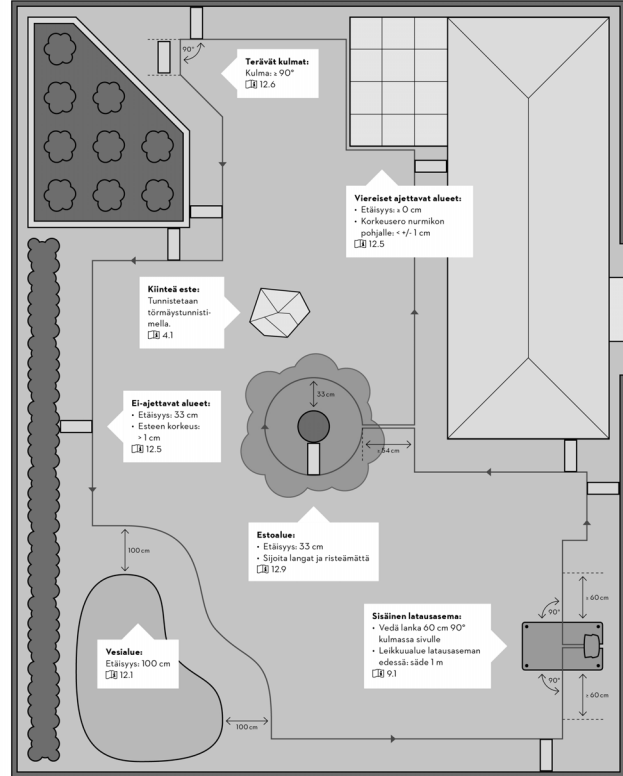 90°
Terävät kulmat:
Kulma: ≥ 90°
12.6
Viereiset ajettavat alueet:
• Etäisyys: ≥ 0 cm
• Korkeusero nurmikon
pohjalle: < +/- 1 cm
12.5
Kiinteä este:
Tunnistetaan
törmäystunnisti-
mella.
4.1
33 cm
Ei-ajettavat alueet:
• Etäisyys: 33 cm
• Esteen korkeus:
> 1 cm
12.5
≥ 54 cm
Estoalue:
• Etäisyys: 33 cm
• Sijoita langat ja risteämättä
12.9
100 cm
≥ 60 cm
90°
Sisäinen latausasema:
• Vedä lanka 60 cm 90°
kulmassa sivulle
• Leikkuualue latausaseman
edessä: säde 1 m
9.1
Vesialue:
Etäisyys: 100 cm
12.1
90°
≥ 60 cm
100 cm